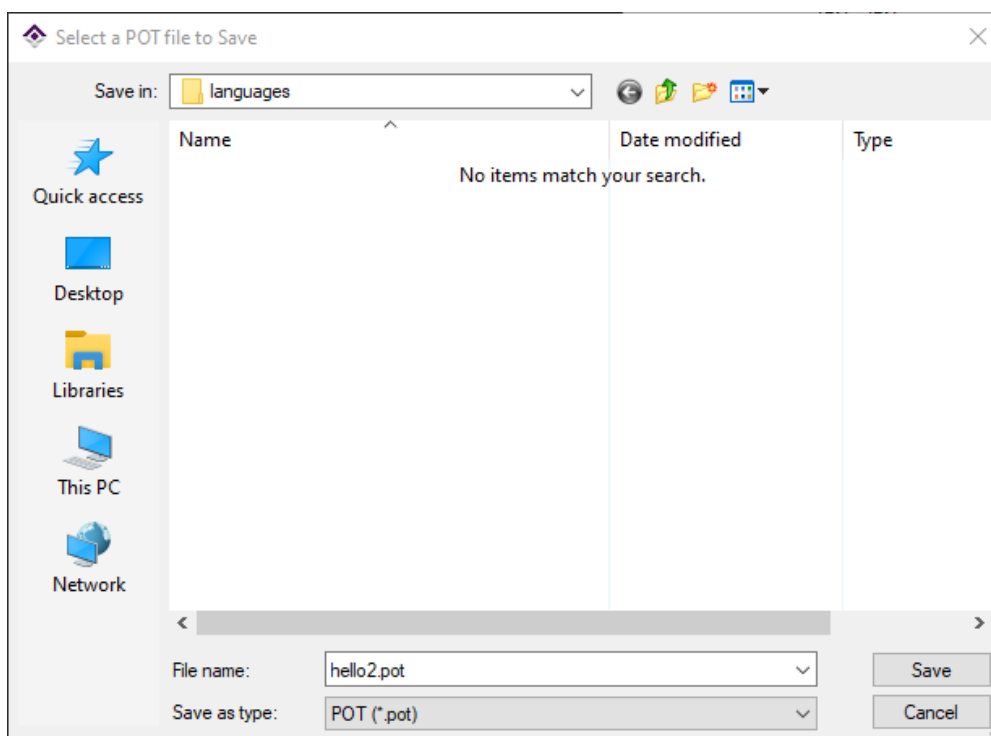 Select a POT file to Save
Save in: languages
Name Date modified Type
No items match your search.
Quick access
Desktop
Libraries
This PC
Network
File name: hello2.pot Save
Save as type: POT (*.pot) Cancel